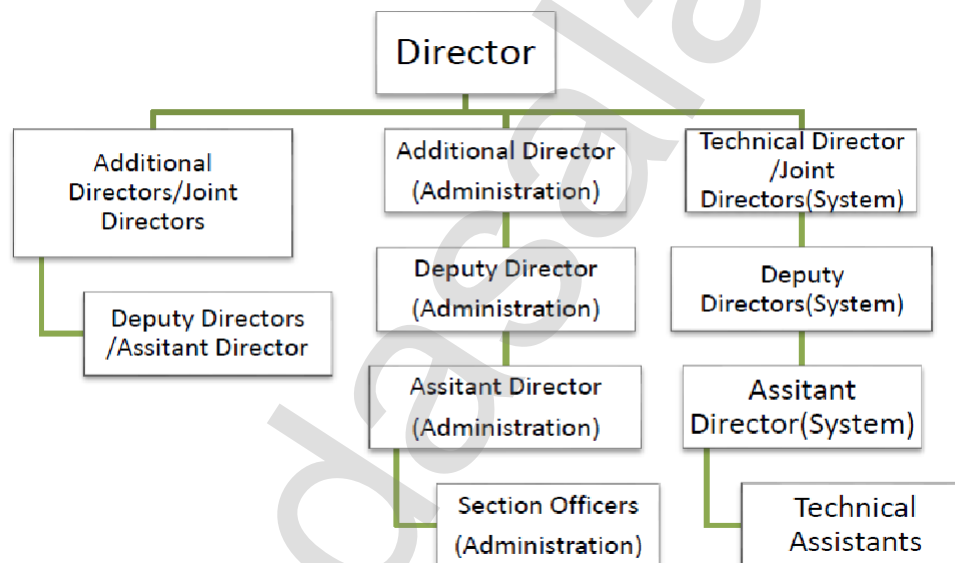 Director
Additional
Directors/Joint
Directors
Deputy Directors
/Assitant Director
Additional Director
(Administration)
Deputy Director
(Administration)
Assitant Director
(Administration)
Section Officers
(Administration)
Technical Director
/Joint
Directors(System)
Deputy
Directors(System)
Assitant
Director(System)
Technical
Assistants